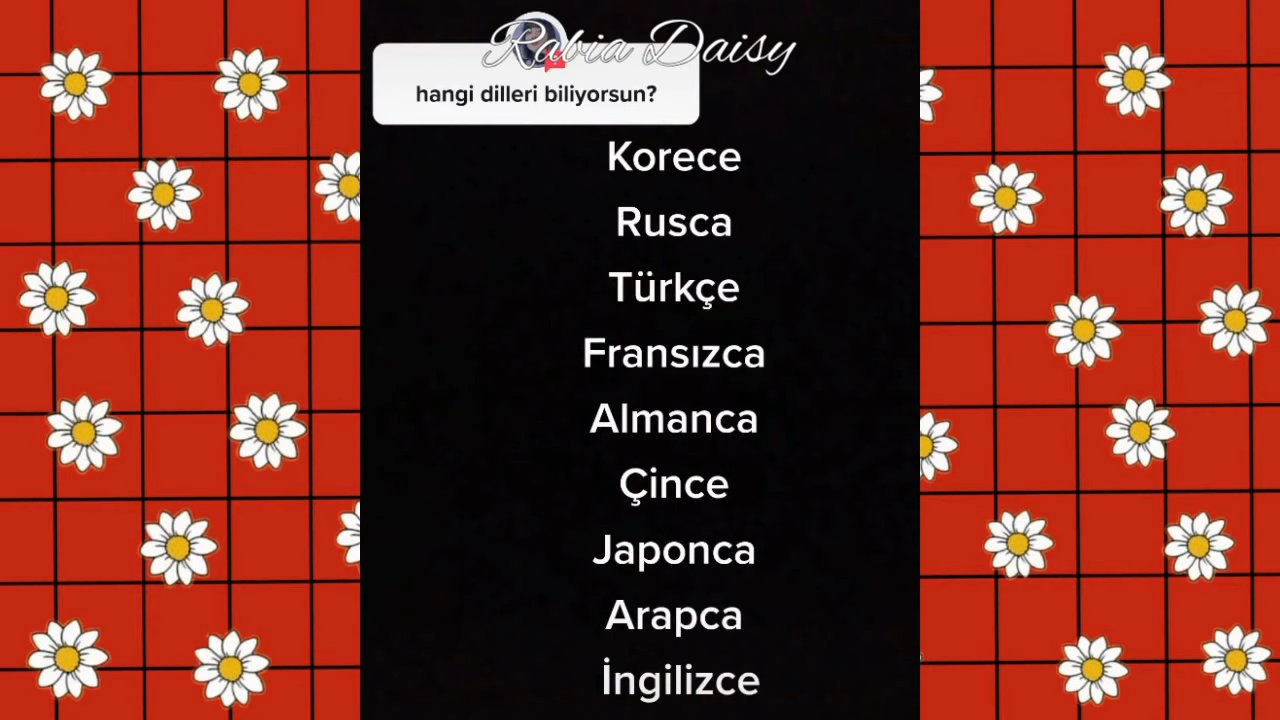 Rabia Daisy
hangi dilleri biliyorsun?
Korece
Rusca
Türkçe
Fransızca
Almanca
Çince
Japonca
Arapca
İngilizce